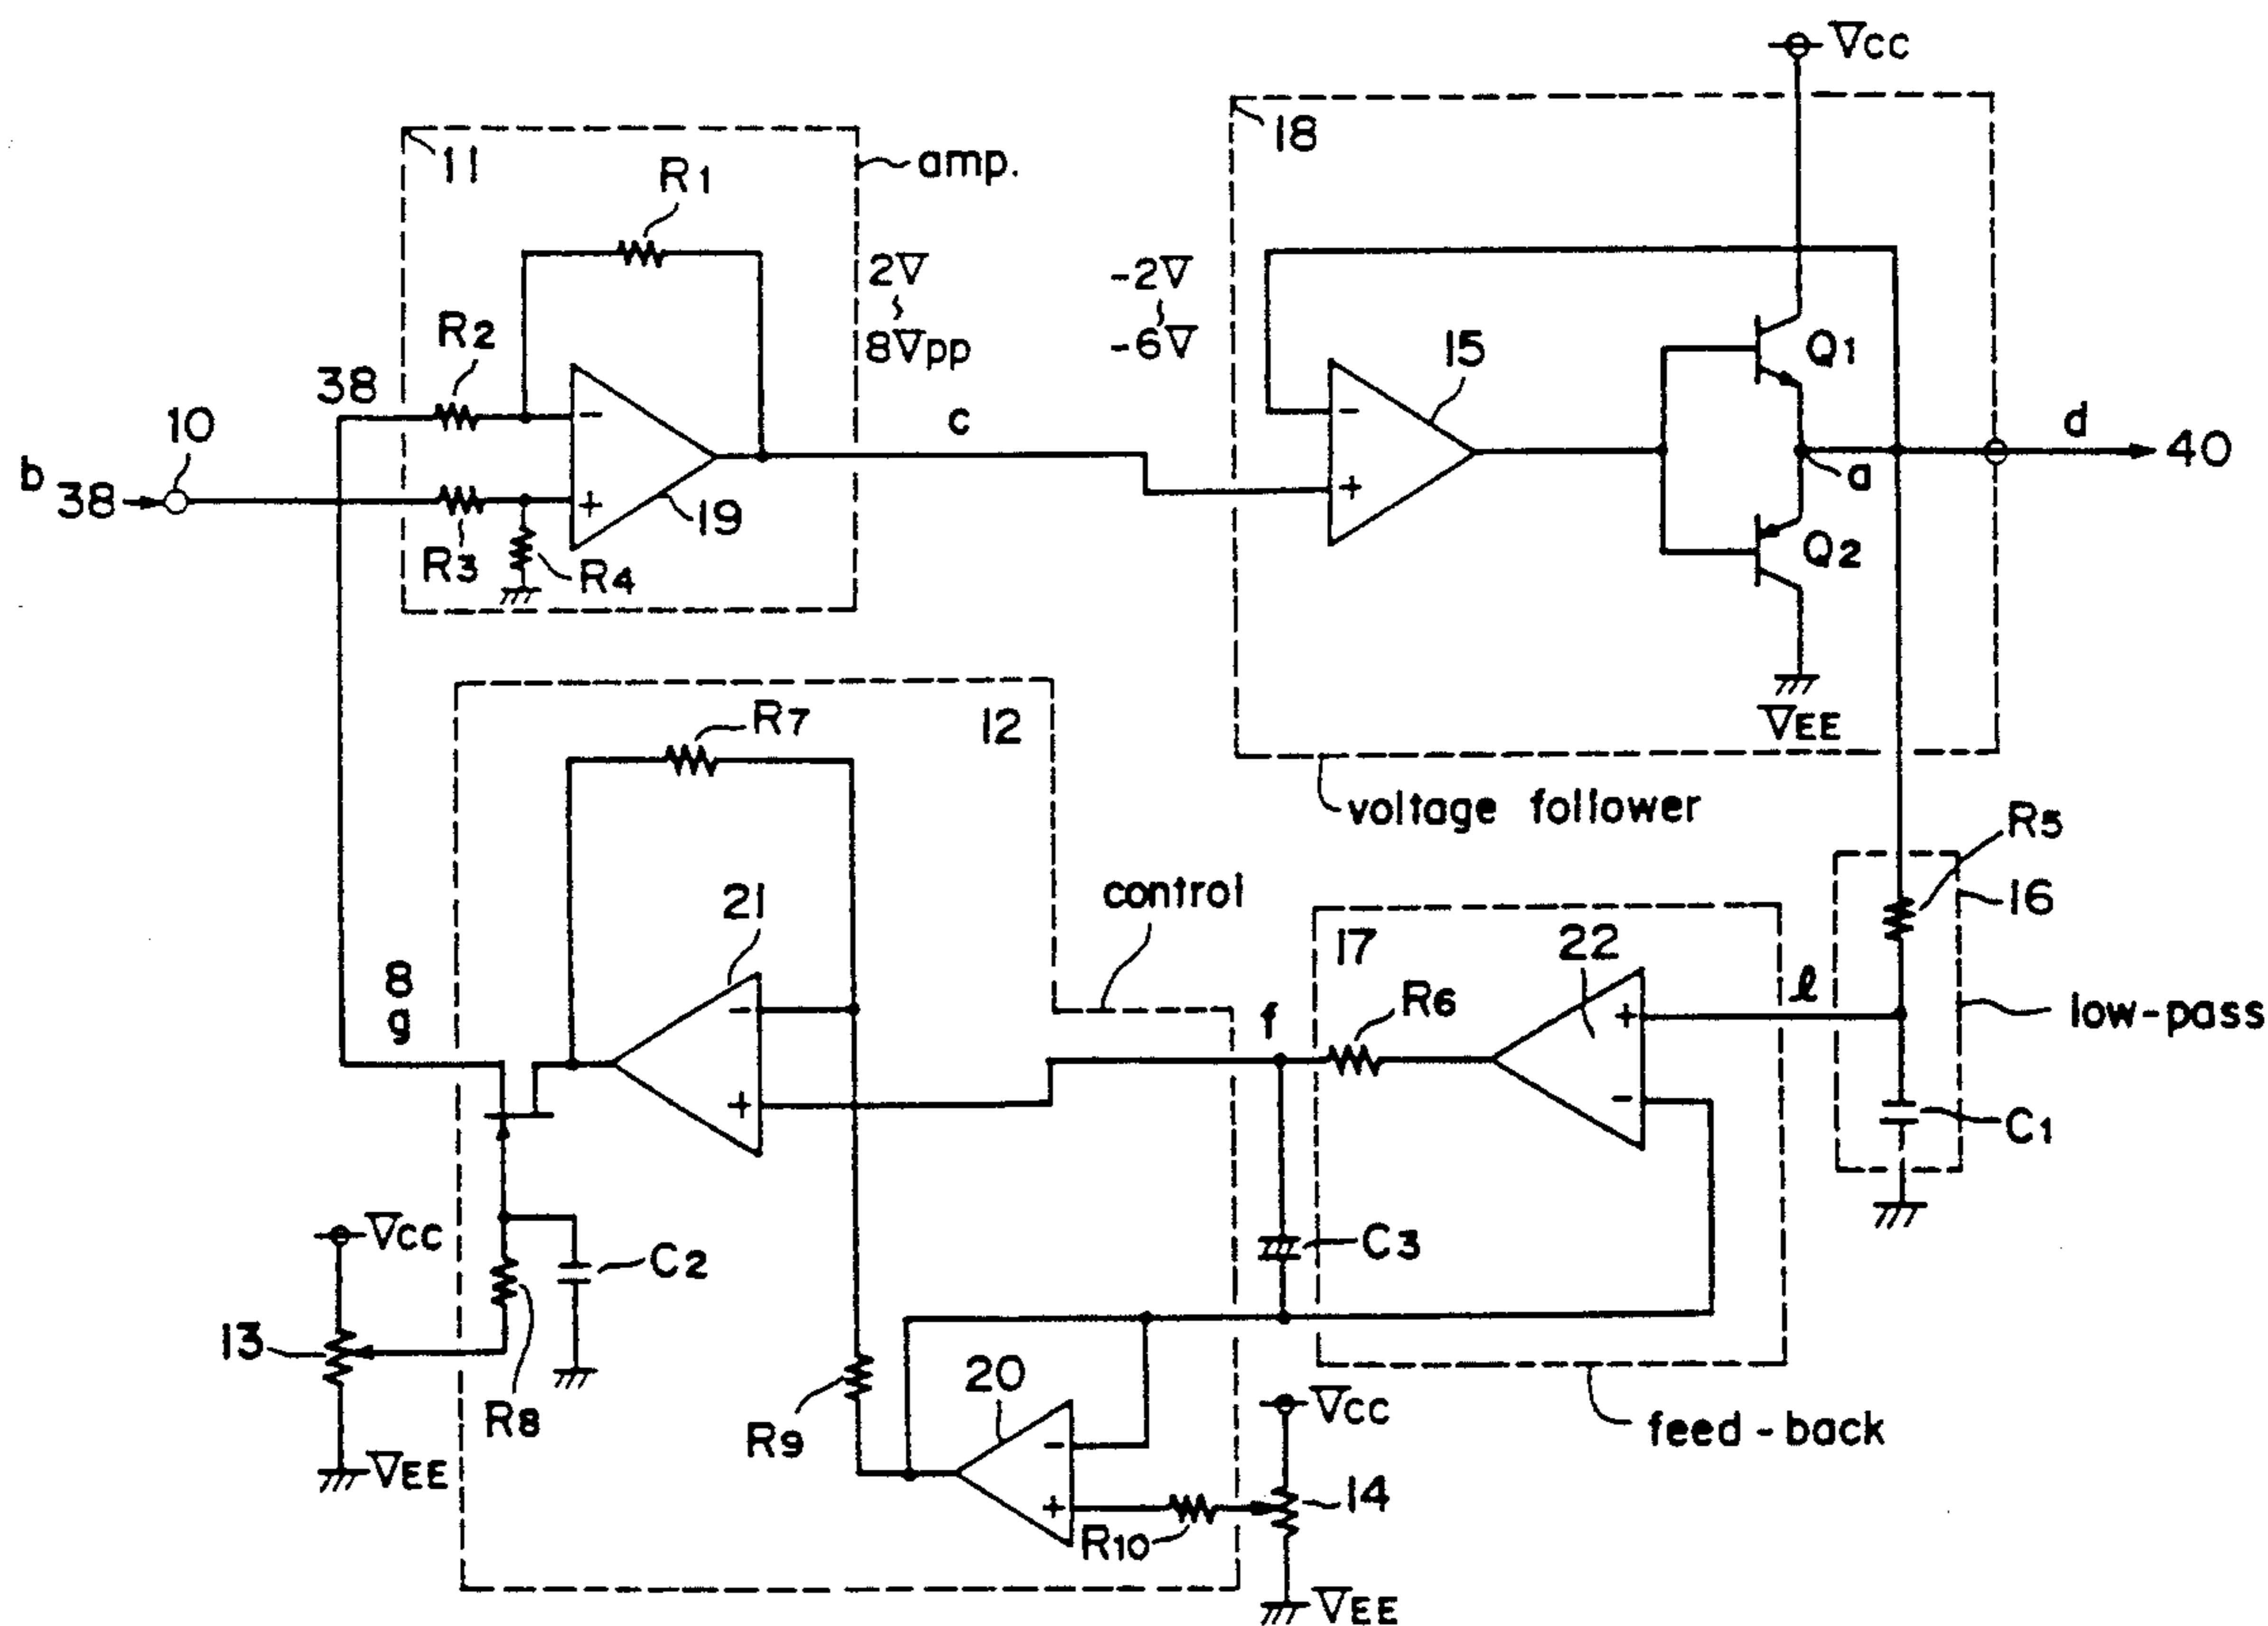 VCC
18
11
amp.
R1
2V
~
8Vpp
-2V
~
-6V
R2
38
10
b
38
R3
R4
19
c
15
Q1
Q2
a
d
40
VEE
voltage follower
R7
12
R5
16
control
21
17
22
R6
l
low-pass
8
g
f
C1
VCC
C2
C3
13
R8
VEE
R9
20
VCC
14
R10
feed-back
VEE
-
+
-
+
-
+
+
-
-
+